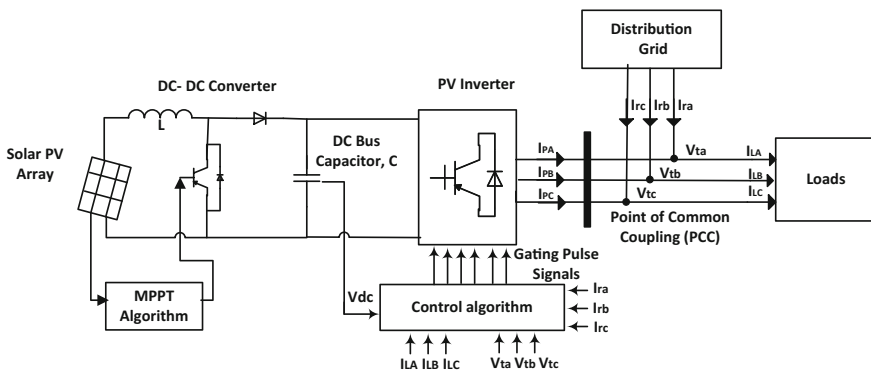 Distribution
Grid
DC- DC Converter
PV Inverter
Irc Irb Ira
L
DC Bus
Capacitor, C
Solar PV
Array
IPA
IPB
IPC
Vta
Vtb
Vtc
ILA
ILB
ILC
Loads
Point of Common
Coupling (PCC)
Gating Pulse
Signals
MPPT
Algorithm
Vdc
Control algorithm
Ira
Irb
Irc
ILA ILB ILC
Vta Vtb Vtc